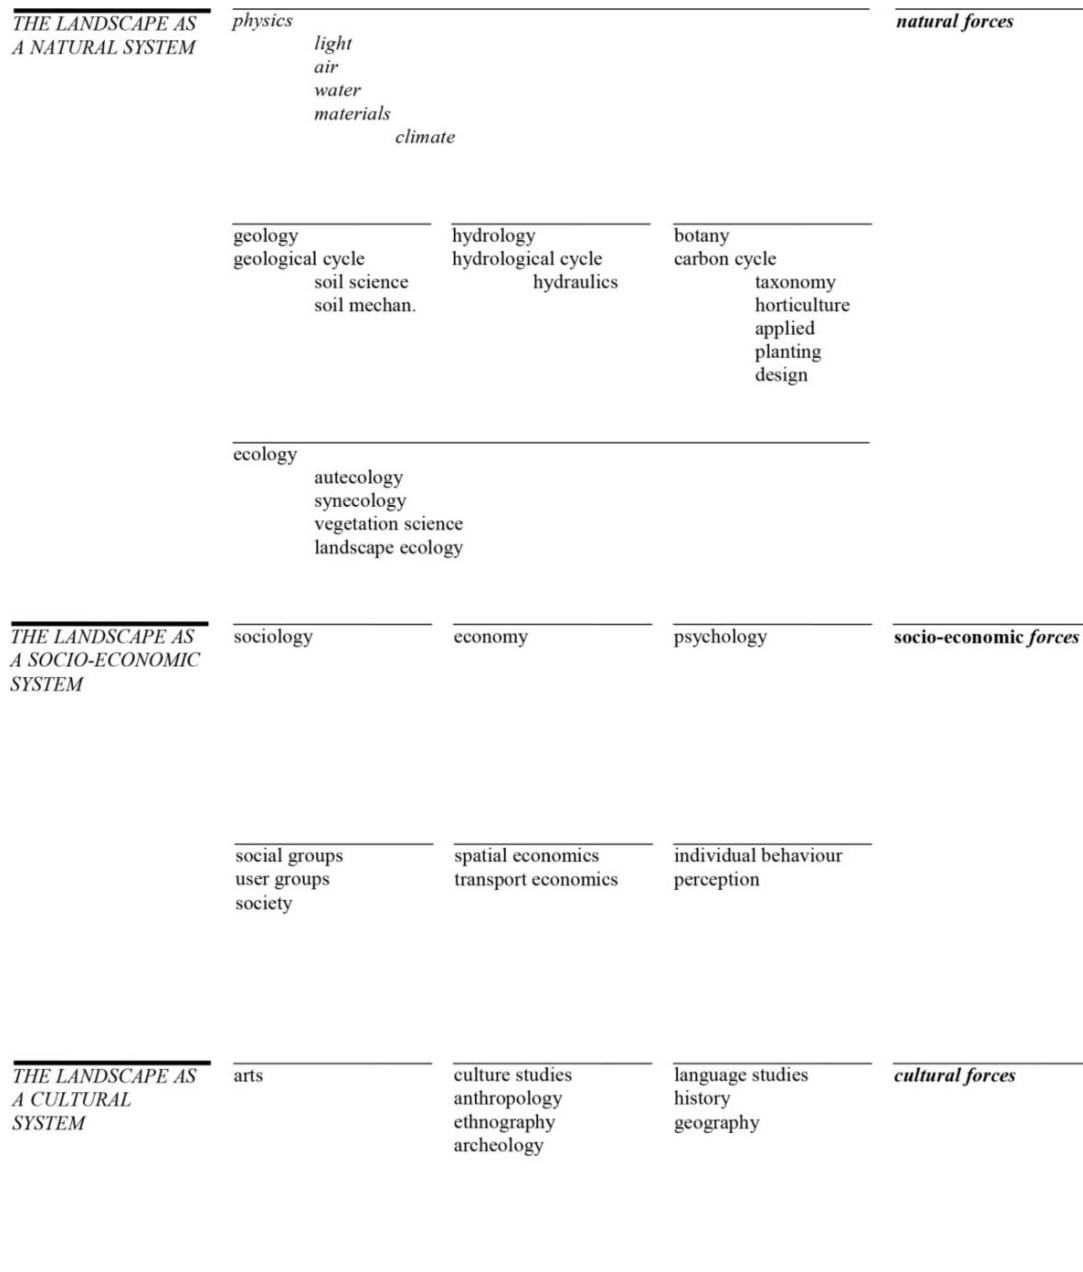 THE LANDSCAPE AS
A NATURAL SYSTEM
physics
light
air
water
materials
climate
natural forces
geology
geological cycle
soil science
soil mechan.
hydrology
hydrological cycle
hydraulics
botany
carbon cycle
taxonomy
horticulture
applied
planting
design
ecology
autecology
synecology
vegetation science
landscape ecology
THE LANDSCAPE AS
A SOCIO-ECONOMIC
SYSTEM
sociology
economy
psychology
socio-economic forces
social groups
user groups
society
spatial economics
transport economics
individual behaviour
perception
THE LANDSCAPE AS
A CULTURAL
SYSTEM
arts
culture studies
anthropology
ethnography
archeology
language studies
history
geography
cultural forces